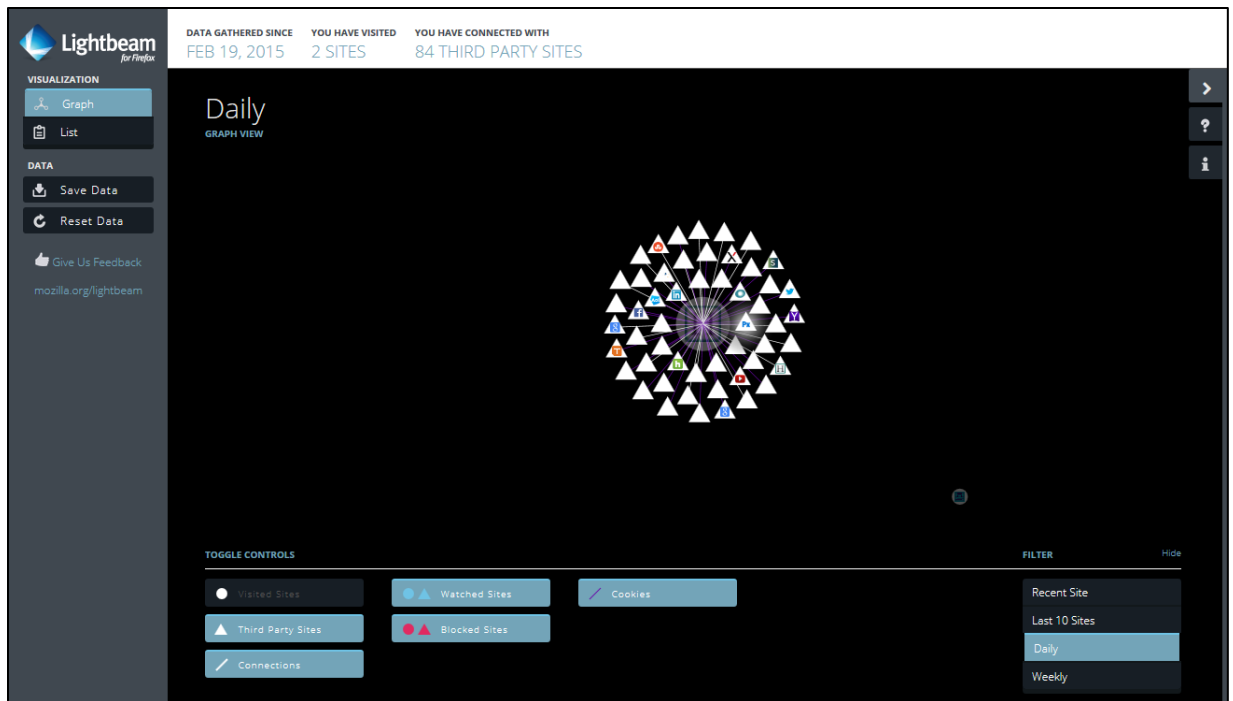 Lightbeam
for Firefox
DATA GATHERED SINCE
FEB 19, 2015
YOU HAVE VISITED
2 SITES
YOU HAVE CONNECTED WITH
84 THIRD PARTY SITES
VISUALIZATION
Graph
List
DATA
Save Data
Reset Data
Give Us Feedback
mozilla.org/lightbeam
Daily
GRAPH VIEW
TOGGLE CONTROLS
Visited Sites
Watched Sites
Cookies
Third Party Sites
Blocked Sites
Connections
FILTER
Hide
Recent Site
Last 10 Sites
Daily
Weekly